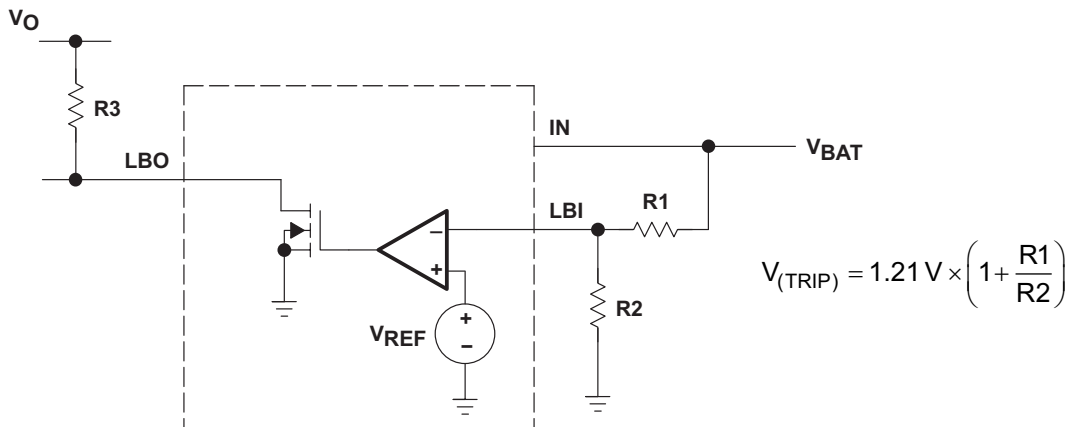 VO
R3
IN
VBAT
LBO
LBI
R1
−
+
R2
VREF
+
−
V(TRIP) = 1.21 V × (1 + R1/R2)